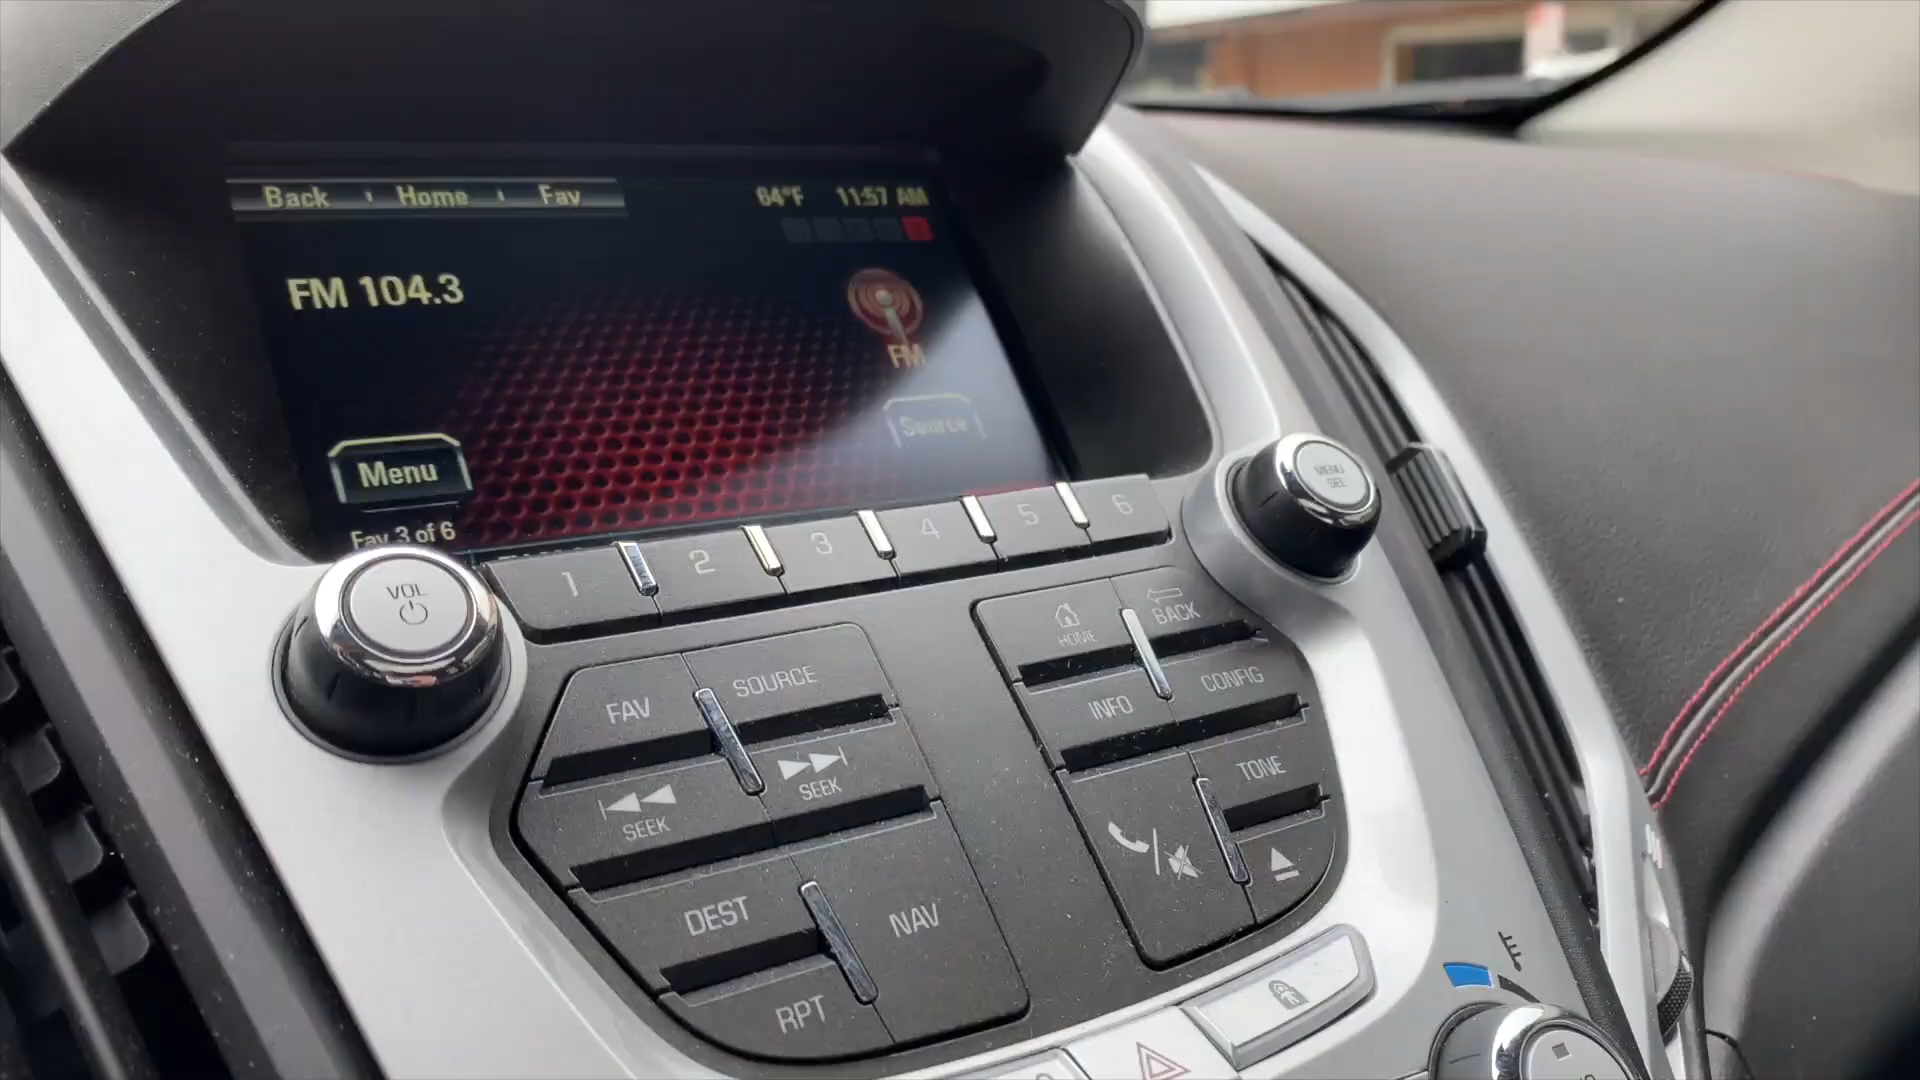 Back Home Fav 64°F 11:57 AM
FM 104.3
FM
Source
Menu
Fav 3 of 6
1 2 3 4 5 6
VOL
MENU
SEL
HOME
BACK
FAV
SOURCE
INFO
CONFIG
SEEK
SEEK
TONE
DEST
NAV
RPT